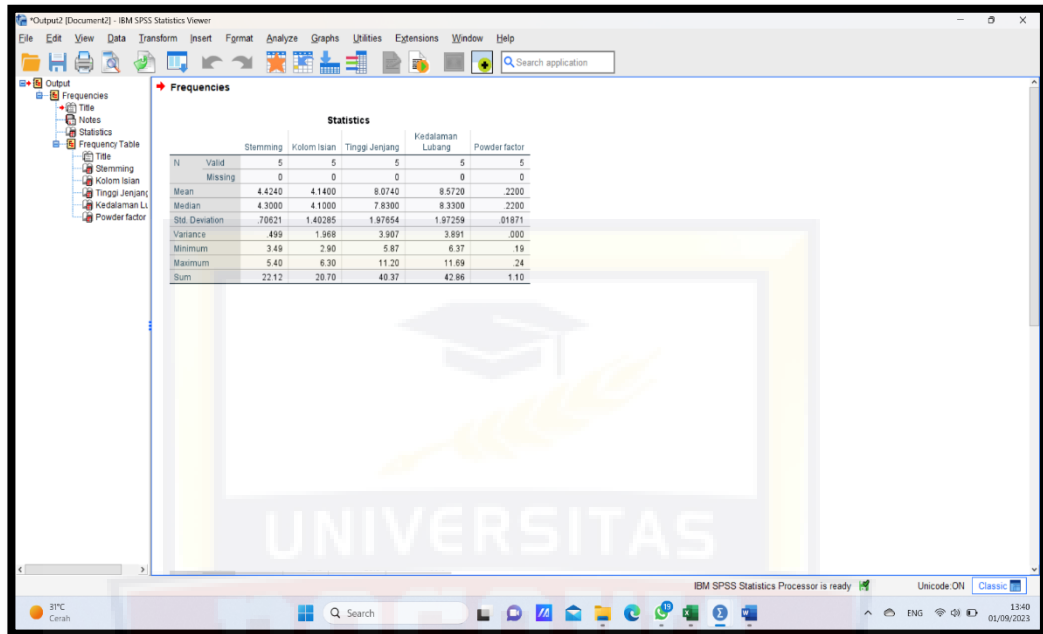 *Output2 [Document2] - IBM SPSS Statistics Viewer
File Edit View Data Transform Insert Format Analyze Graphs Utilities Extensions Window Help
Search application
Output
Frequencies
Title
Notes
Statistics
Frequency Table
Title
Stemming
Kolom Isian
Tinggi Jenjang
Kedalaman Lu
Powder factor
Frequencies
Statistics
Stemming Kolom Isian Tinggi Jenjang Kedalaman Lubang Powder factor
N Valid 5 5 5 5 5
Missing 0 0 0 0 0
Mean 4.4240 4.1400 8.0740 8.5720 .2200
Median 4.3000 4.1000 7.8300 8.3300 .2200
Std. Deviation .70621 1.40285 1.97654 1.97259 .01871
Variance .499 1.968 3.907 3.891 .000
Minimum 3.49 2.90 5.87 6.37 .19
Maximum 5.40 6.30 11.20 11.69 .24
Sum 22.12 20.70 40.37 42.86 1.10
UNIVERSITAS
IBM SPSS Statistics Processor is ready Unicode:ON Classic
31°C
Cerah
Search
19
ENG
13:40
01/09/2023